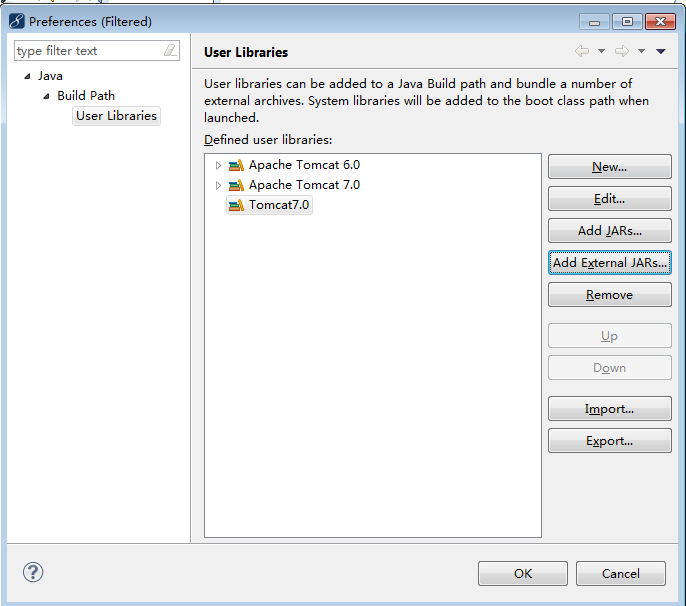 Preferences (Filtered)
type filter text
Java
Build Path
User Libraries
User Libraries
User libraries can be added to a Java Build path and bundle a number of
external archives. System libraries will be added to the boot class path when
launched.
Defined user libraries:
Apache Tomcat 6.0
Apache Tomcat 7.0
Tomcat7.0
New...
Edit...
Add JARs...
Add External JARs...
Remove
Up
Down
Import...
Export...
?
OK
Cancel